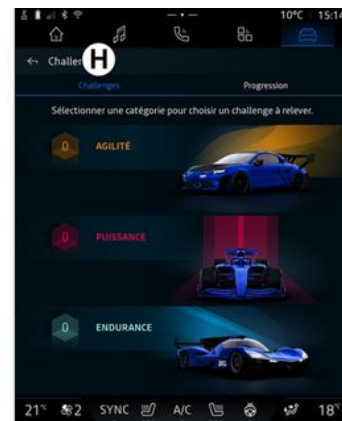 10°C 15:14
Challen H
Challenges Progression
Sélectionner une catégorie pour choisir un challenge à relever.
0 AGILITÉ
0 PUISSANCE
0 ENDURANCE
21° 2 SYNC A/C 18°